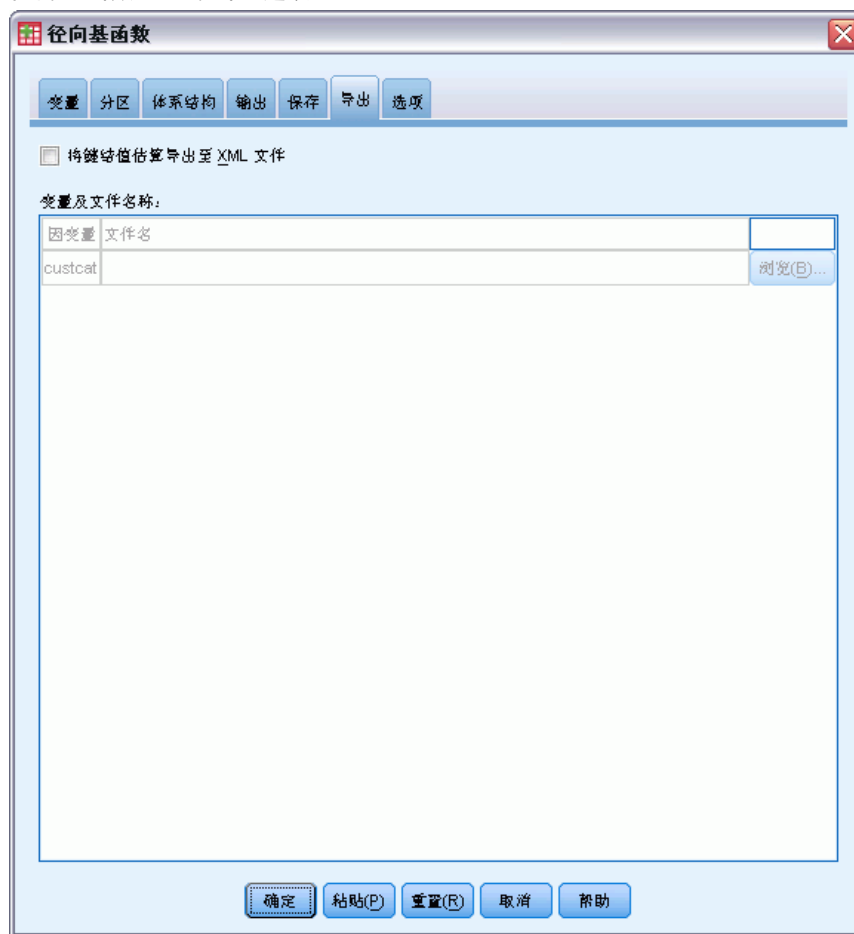 径向基函数
变量 分区 体系结构 输出 保存 导出 选项
将键结值估算导出至 XML 文件
变量及文件名称：
因变量 文件名
custcat 浏览(B)...
确定 粘贴(P) 重置(R) 取消 帮助